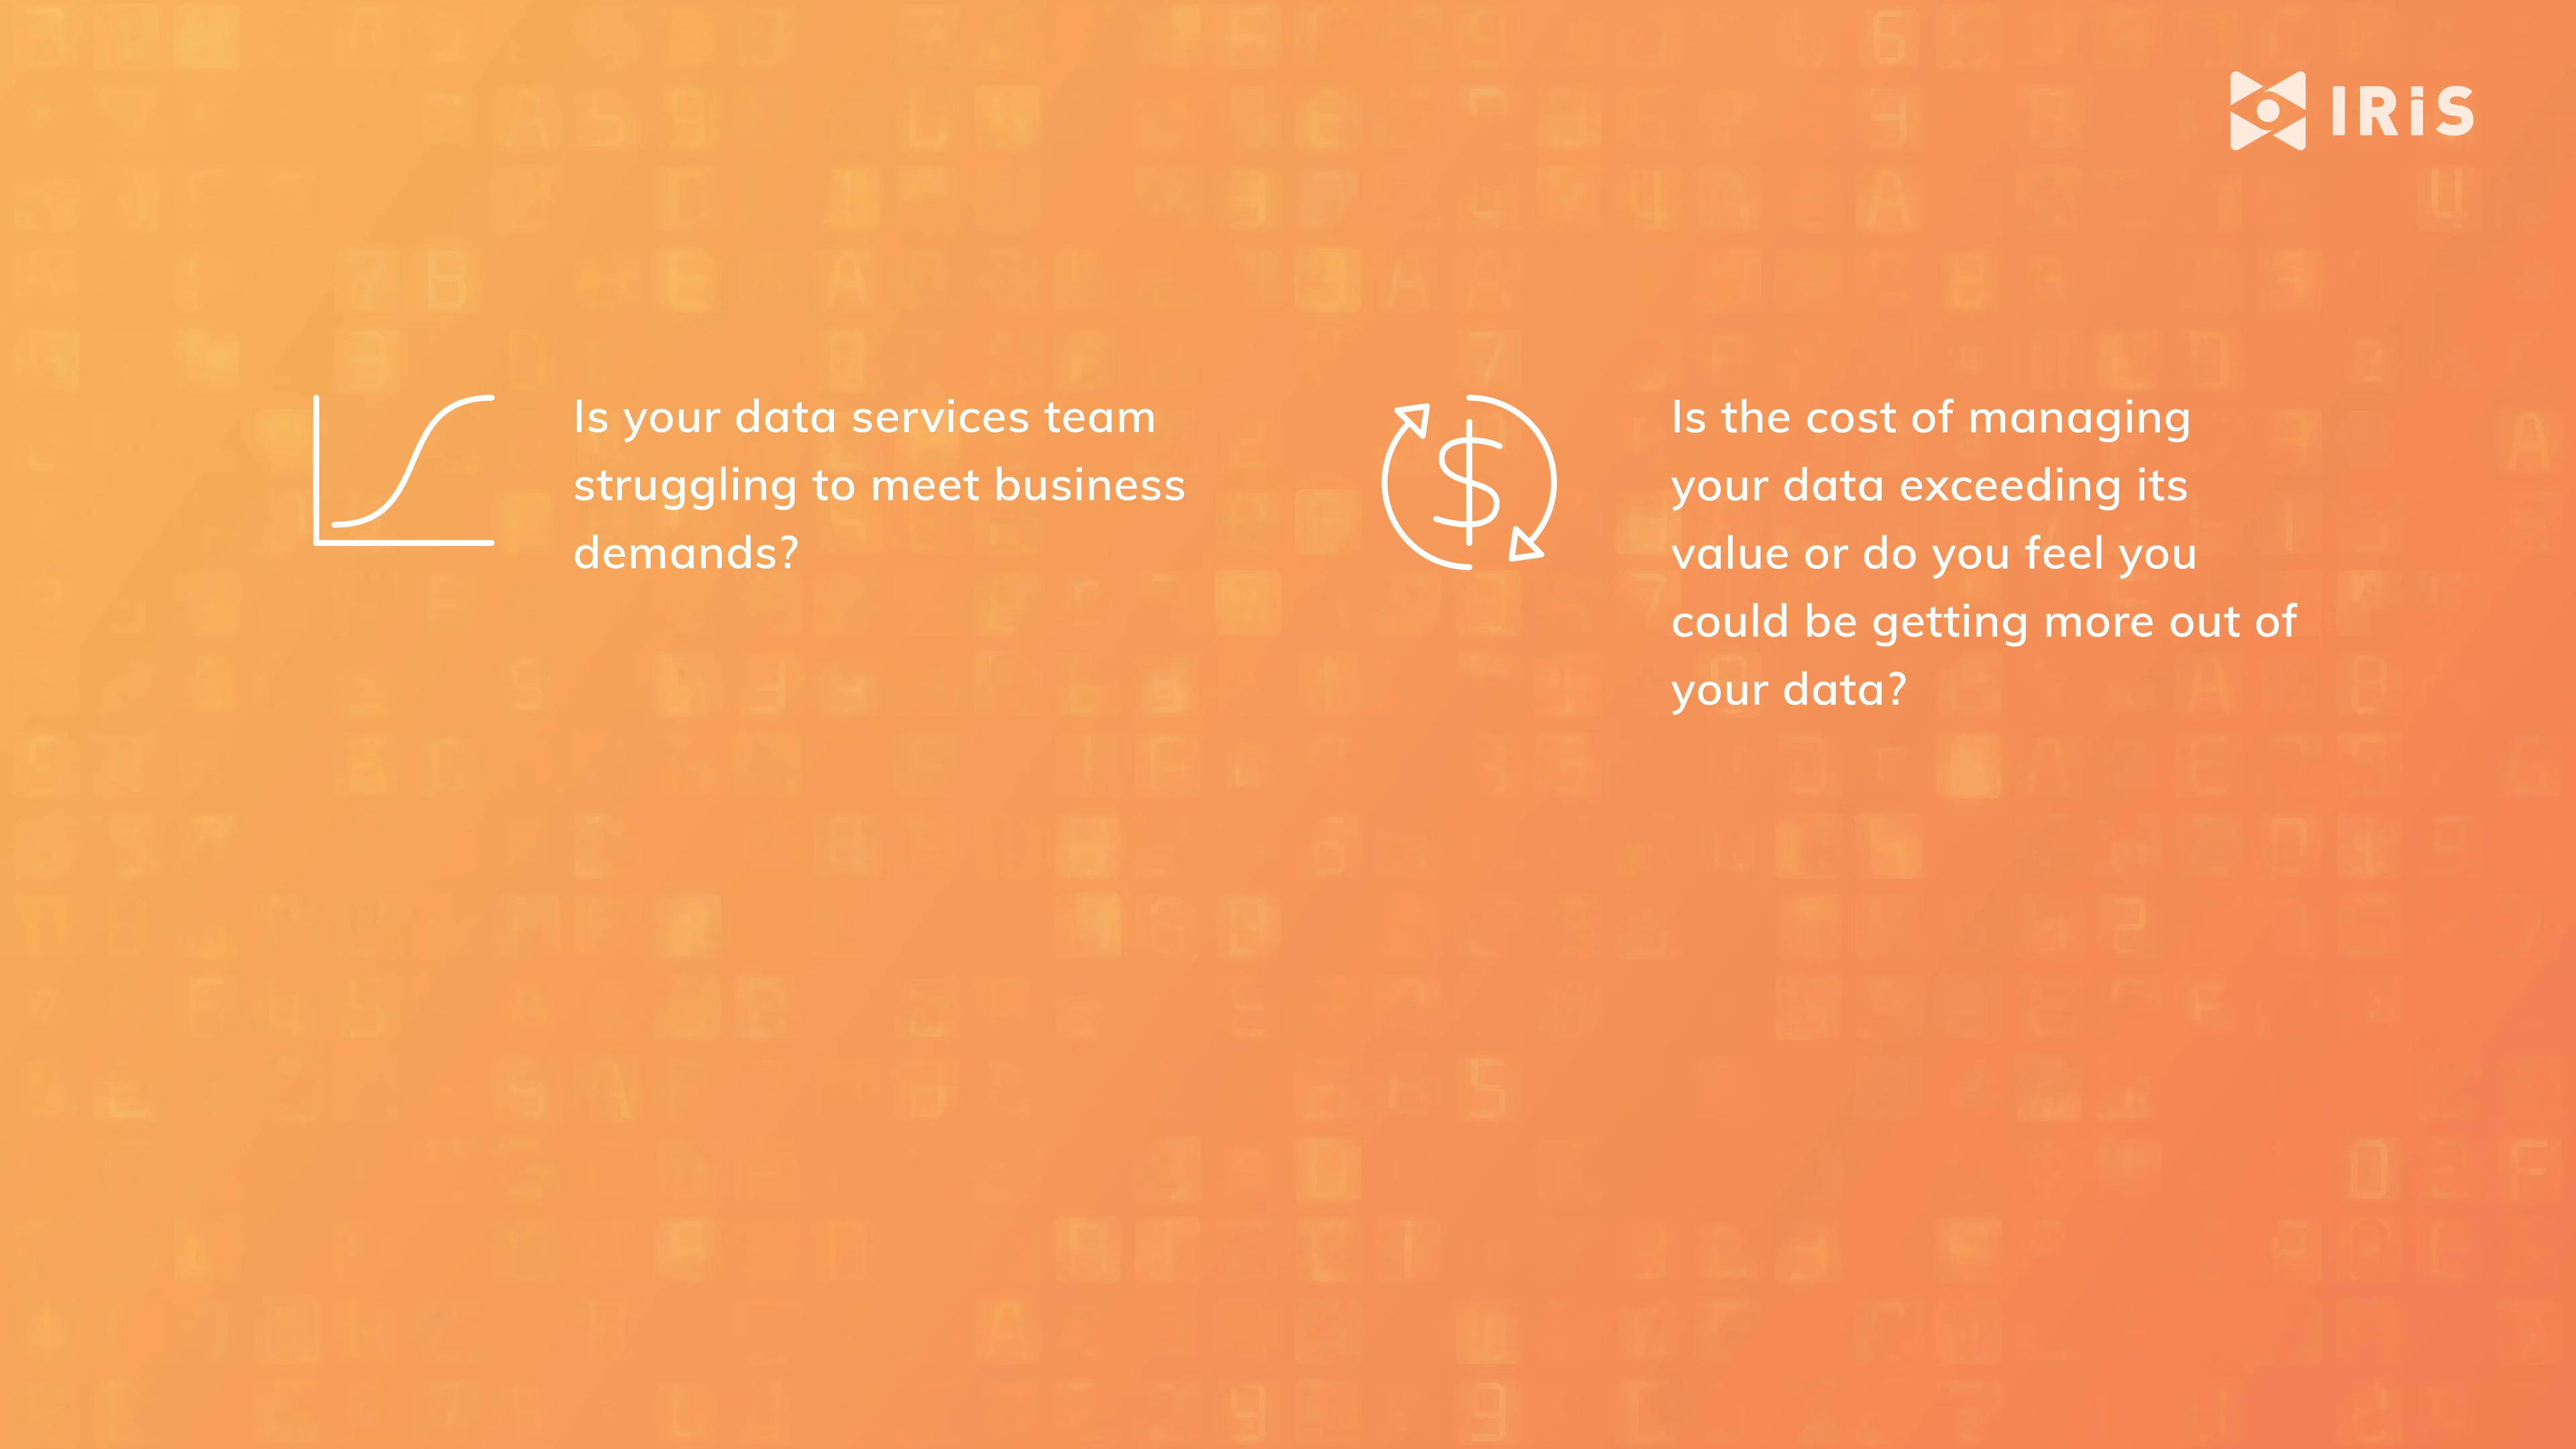 IRiS
Is your data services team
struggling to meet business
demands?
$
Is the cost of managing
your data exceeding its
value or do you feel you
could be getting more out of
your data?